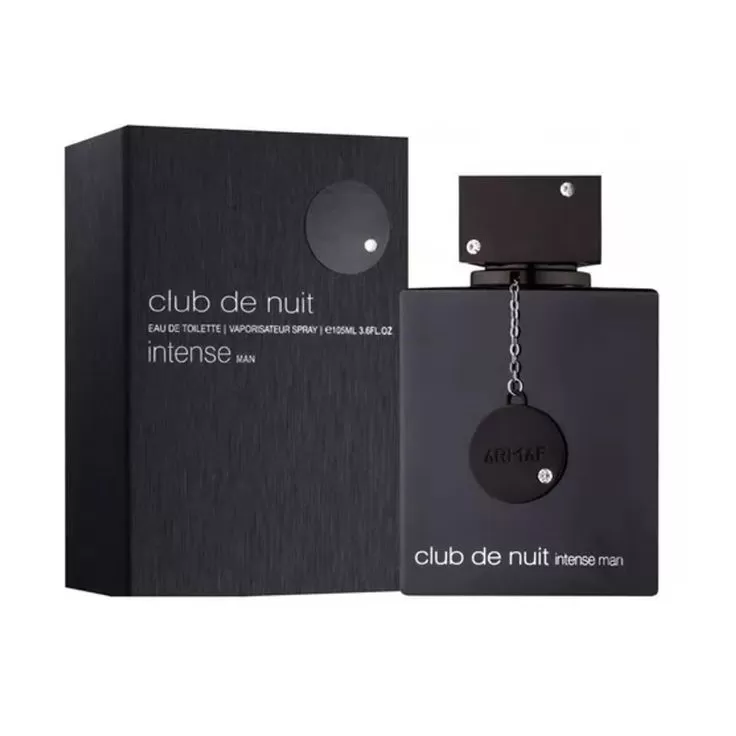 club de nuit
EAU DE TOILETTE | VAPORISATEUR SPRAY | ℮105ML 3.6FL.OZ
intense MAN
ARMAF
club de nuit intense man